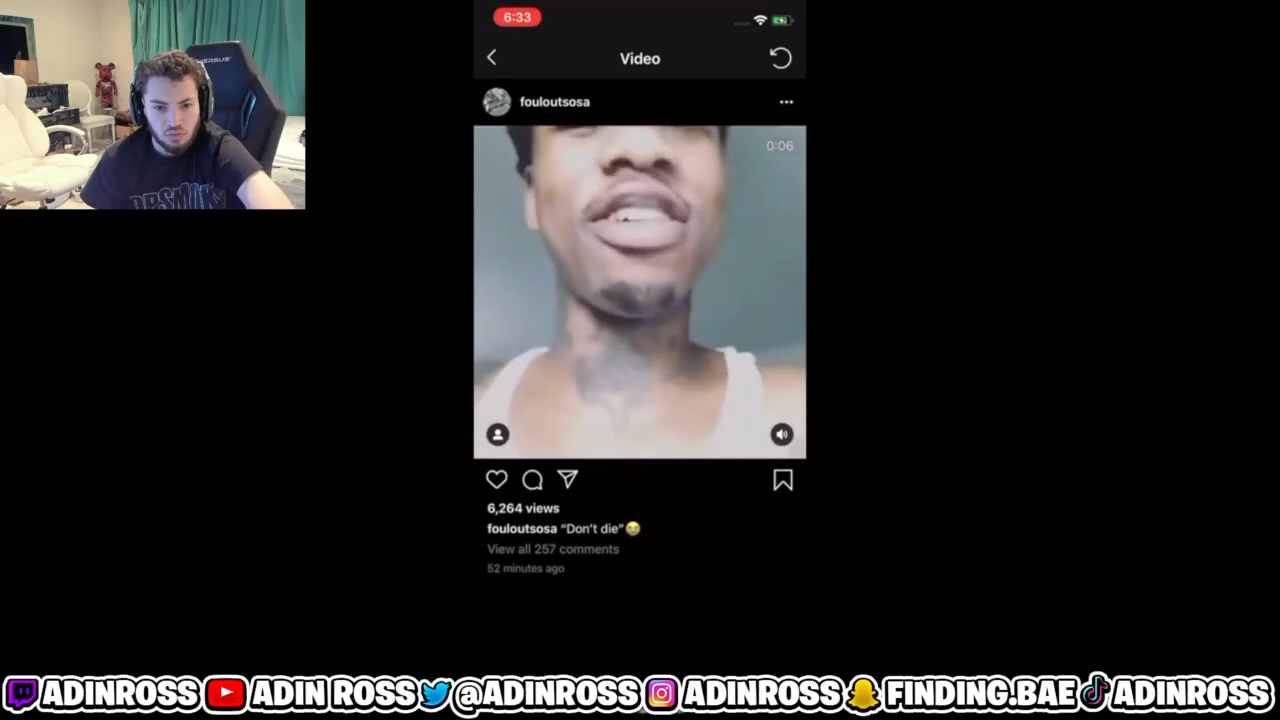 6:33
Video
fouloutsosa
0:06
6,264 views
fouloutsosa “Don't die”😂
View all 257 comments
52 minutes ago
ADINROSS ADIN ROSS @ADINROSS ADINROSS FINDING.BAE ADINROSS